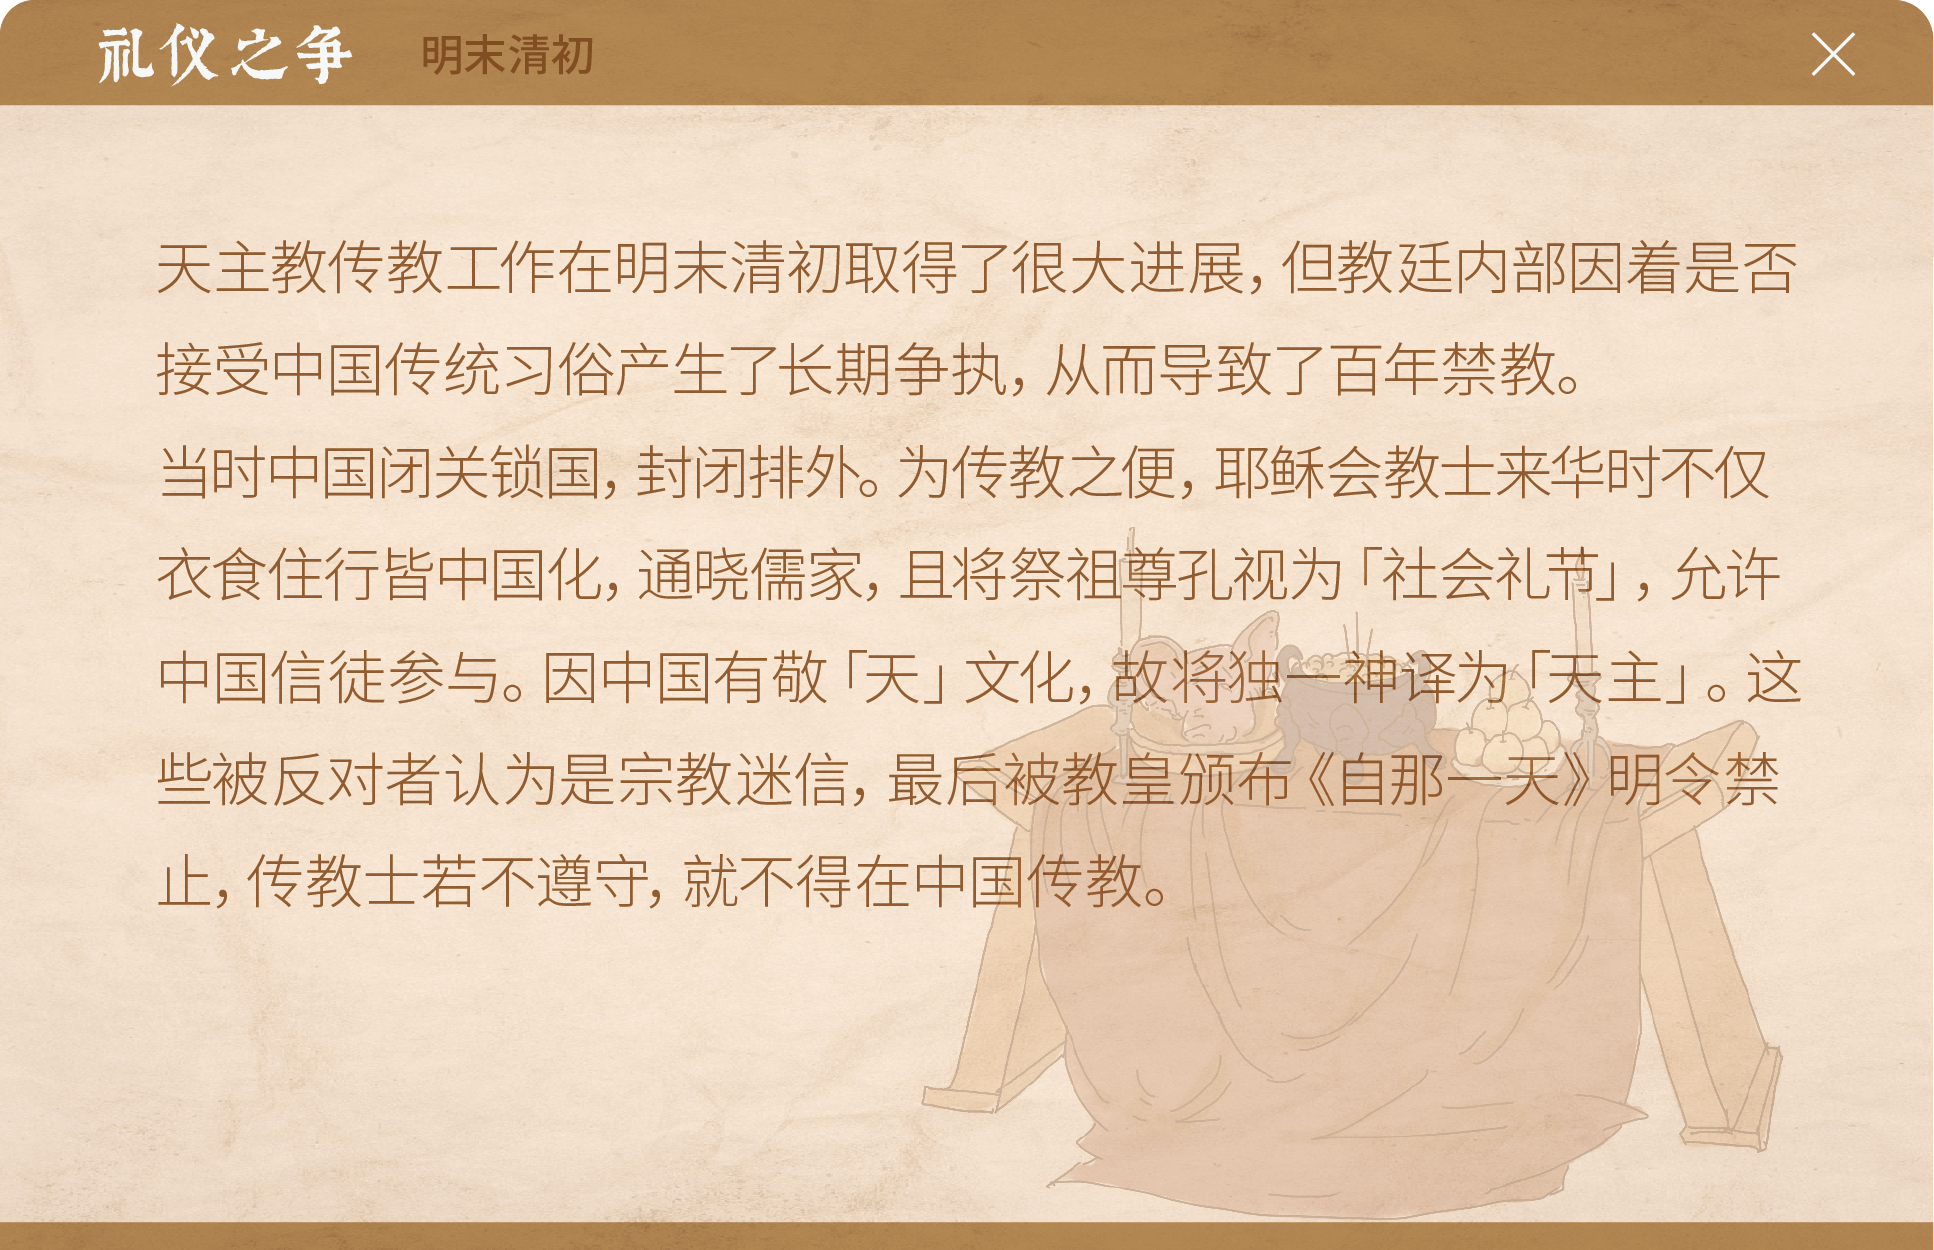 礼仪之争 明末清初
天主教传教工作在明末清初取得了很大进展，但教廷内部因着是否
接受中国传统习俗产生了长期争执，从而导致了百年禁教。
当时中国闭关锁国，封闭排外。为传教之便，耶稣会教士来华时不仅
衣食住行皆中国化，通晓儒家，且将祭祖尊孔视为「社会礼节」，允许
中国信徒参与。因中国有敬「天」文化，故将独一神译为「天主」。这
些被反对者认为是宗教迷信，最后被教皇颁布《自那一天》明令禁
止，传教士若不遵守，就不得在中国传教。